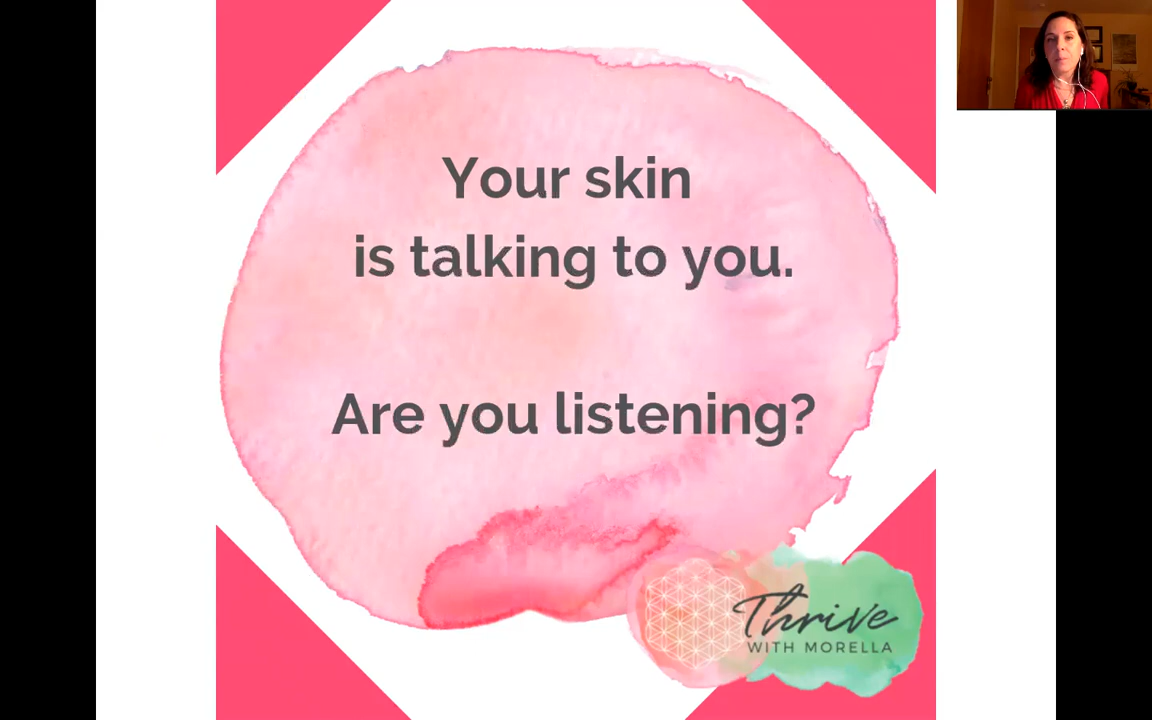 Your skin
is talking to you.
Are you listening?
Thrive
WITH MORELLA